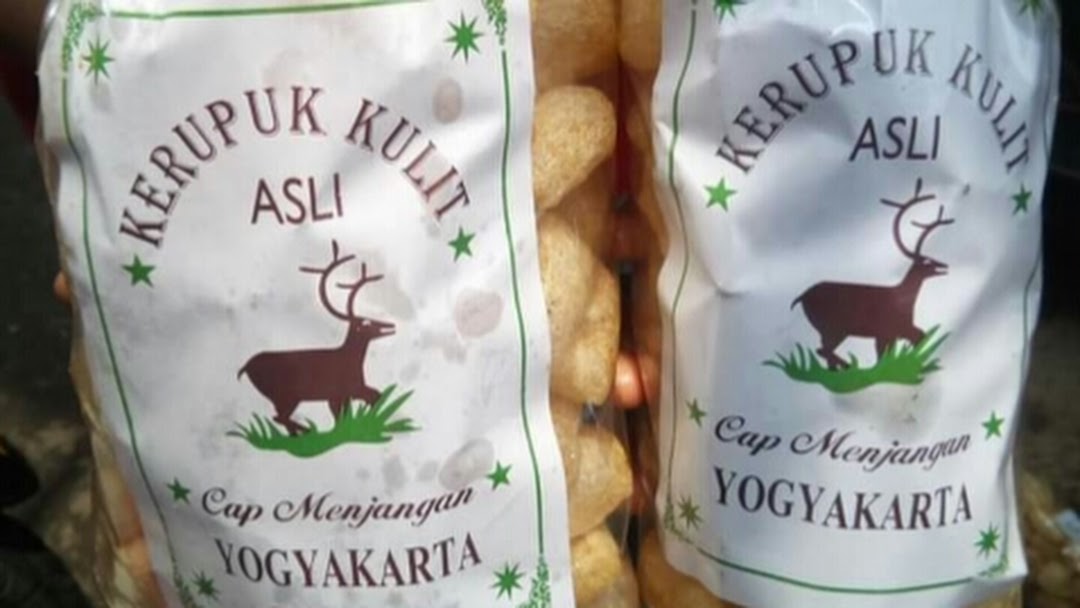 KERUPUK KULIT
ASLI
Cap Menjangan
YOGYAKARTA
KERUPUK KULIT
ASLI
Cap Menjangan
YOGYAKARTA